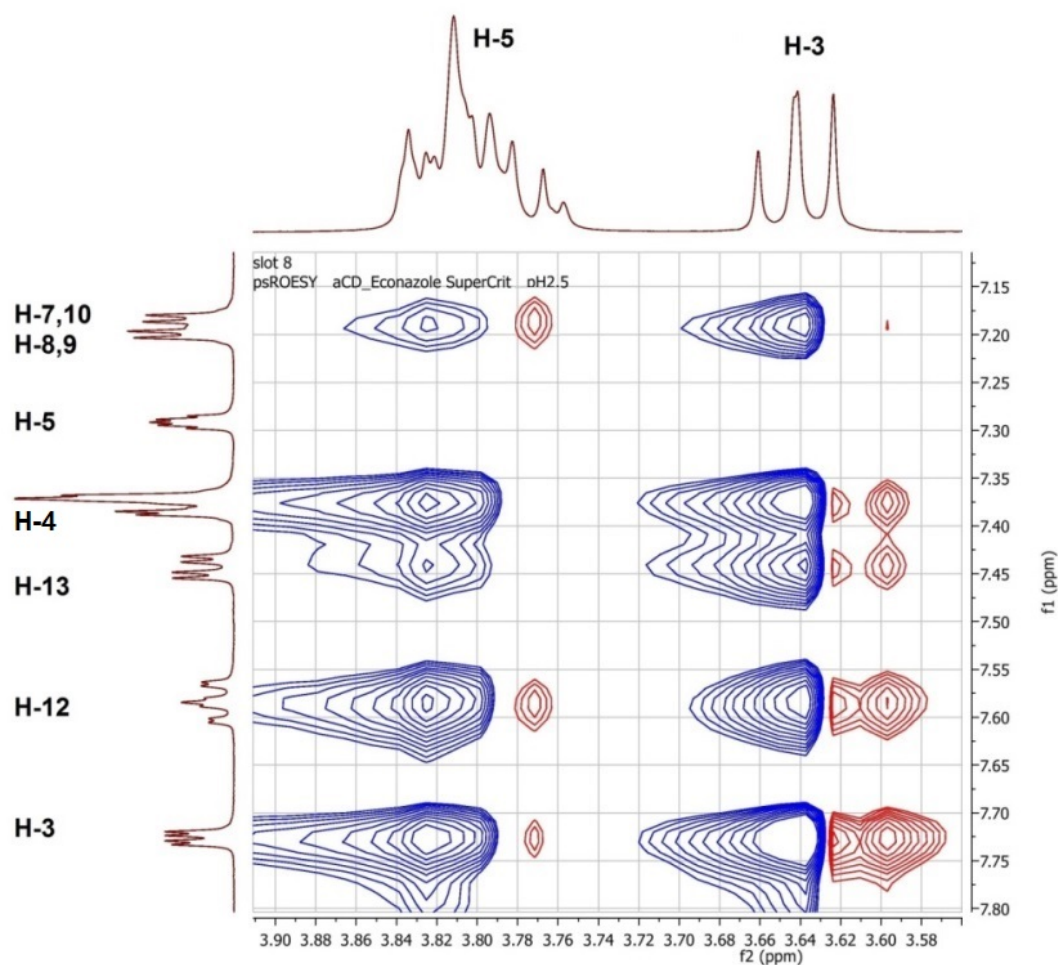 H-5
H-3
slot 8
psROESY aCD_Econazole SuperCrit pH2.5
H-7,10
H-8,9
H-5
H-4
H-13
H-12
H-3
7.15
7.20
7.25
7.30
7.35
7.40
7.45
7.50
7.55
7.60
7.65
7.70
7.75
7.80
f1 (ppm)
3.90 3.88 3.86 3.84 3.82 3.80 3.78 3.76 3.74 3.72 3.70 3.68 3.66 3.64 3.62 3.60 3.58
f2 (ppm)